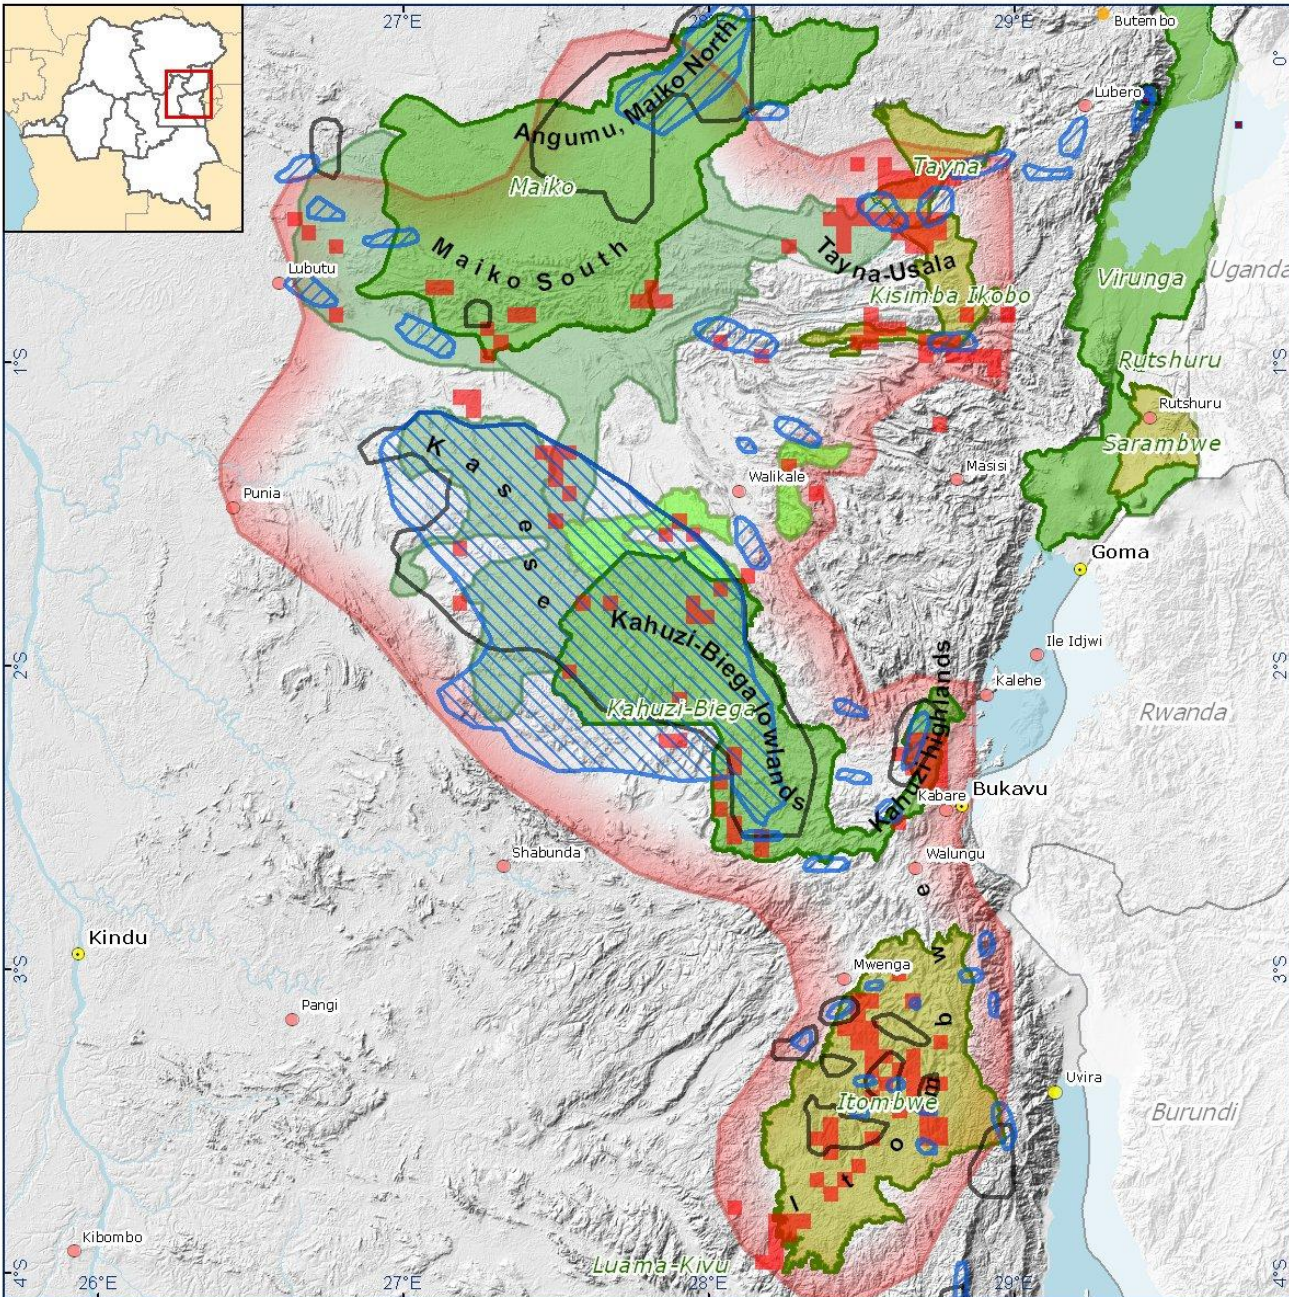 27°E
28°E
29°E
Butembo
0°
Lubero
Angumu, Maiko North
Tayna
Maiko
Maiko South
Tayna-Usala
Lubutu
Kisimba Ikobo
Virunga
Uganda
1°S
1°S
Rutshuru
Rutshuru
Sarambwe
Kasese
Masisi
Walikale
Punia
Goma
Kahuzi-Biega lowlands
Ile Idjwi
2°S
2°S
Kalehe
Kahuzi-Biega
Kahuzi highlands
Rwanda
Kabare
Bukavu
Shabunda
Walungu
Kindu
Itombwe
3°S
3°S
Mwenga
Pangi
Uvira
Itombwe
Burundi
Kibombo
Luama-Kivu
4°S
26°E
27°E
28°E
29°E
4°S